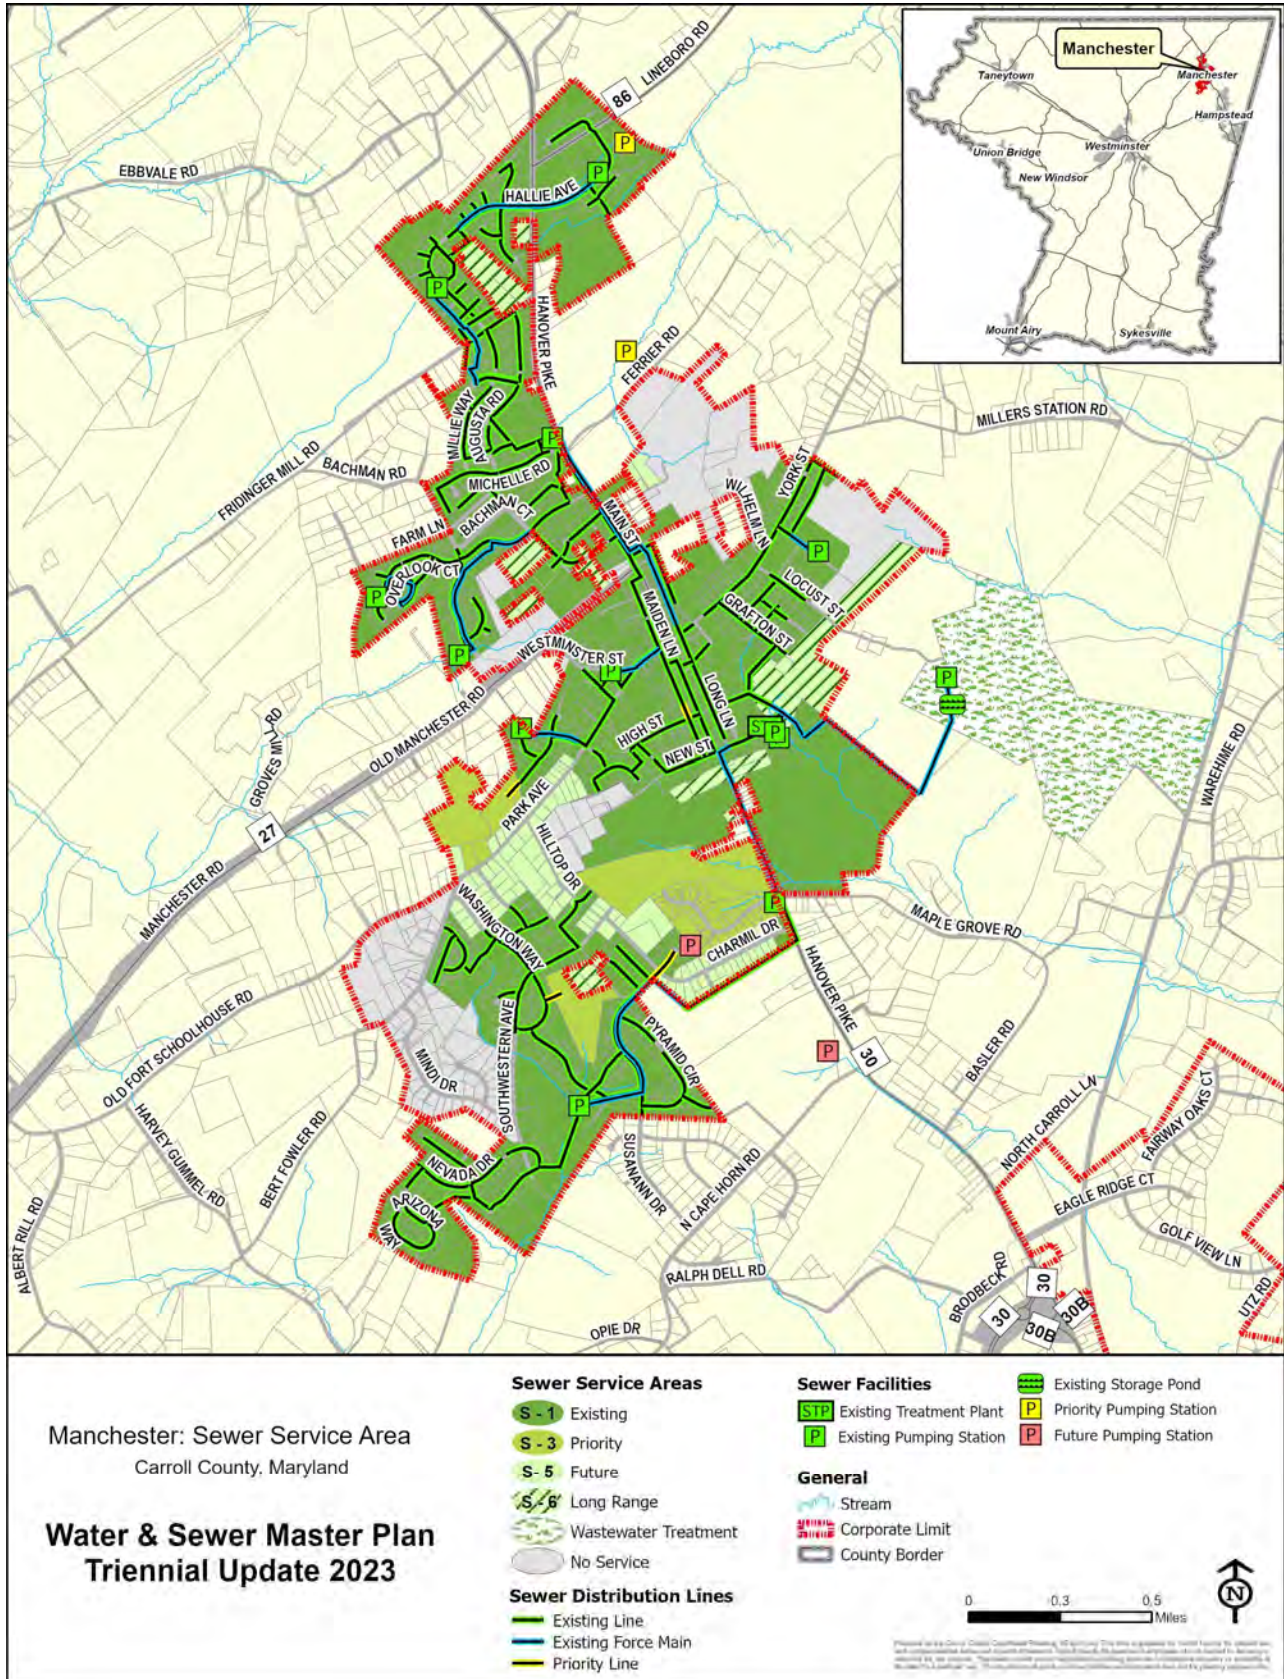 Manchester
Taneytown
Manchester
Hampstead
Westminster
Union Bridge
New Windsor
Mount Airy
Sykesville
LINEBORO RD
86
EBBVALE RD
P
P
HALLIE AVE
P
HANOVER PIKE
P
FERRIER RD
MILLERS STATION RD
MILLIE WAY
AUGUSTA RD
P
YORK ST
FRIDINGER MILL RD
BACHMAN RD
MICHELLE RD
WILHELM LN
BACHMAN CT
MAIN ST
FARM LN
P
OVERLOOK CT
P
LOCUST ST
MAIDEN LN
GRAFTON ST
P
WESTMINSTER ST
P
P
LONG LN
GROVES MILL RD
OLD MANCHESTER RD
P
HIGH ST
NEW ST
ST
P
WAREHIME RD
PARK AVE
27
HILLTOP DR
MANCHESTER RD
WASHINGTON WAY
P
MAPLE GROVE RD
P
CHARMIL DR
HANOVER PIKE
OLD FORT SCHOOLHOUSE RD
SOUTHWESTERN AVE
PYRAMID CIR
P
30
BASLER RD
MINDI DR
P
NORTH CARROLL LN
FAIRWAY OAKS CT
HARVEY GUMMEL RD
BERT FOWLER RD
SUSANANN DR
NEVADA DR
N CAPE HORN RD
EAGLE RIDGE CT
ARIZONA WAY
GOLF VIEW LN
ALBERT RILL RD
RALPH DELL RD
BRODBECK RD
30
30
30B
30B
UTZ RD
OPIE DR
Manchester: Sewer Service Area
Carroll County, Maryland
Water & Sewer Master Plan
Triennial Update 2023
Sewer Service Areas
S - 1 Existing
S - 3 Priority
S- 5 Future
S - 6 Long Range
Wastewater Treatment
No Service
Sewer Distribution Lines
Existing Line
Existing Force Main
Priority Line
Sewer Facilities
STP Existing Treatment Plant
P Existing Pumping Station
Existing Storage Pond
P Priority Pumping Station
P Future Pumping Station
General
Stream
Corporate Limit
County Border
N
0 0.3 0.5
Miles